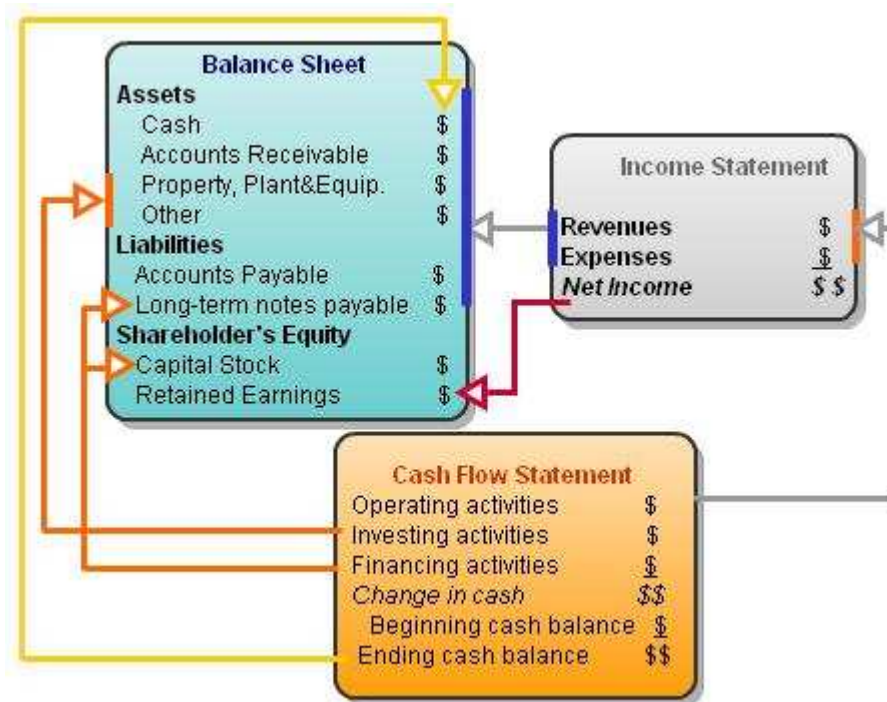 Balance Sheet
Assets
Cash $
Accounts Receivable $
Property, Plant&Equip. $
Other $
Liabilities
Accounts Payable $
Long-term notes payable $
Shareholder's Equity
Capital Stock $
Retained Earnings $
Income Statement
Revenues $
Expenses $
Net Income $ $
Cash Flow Statement
Operating activities $
Investing activities $
Financing activities $
Change in cash $$
Beginning cash balance $
Ending cash balance $$